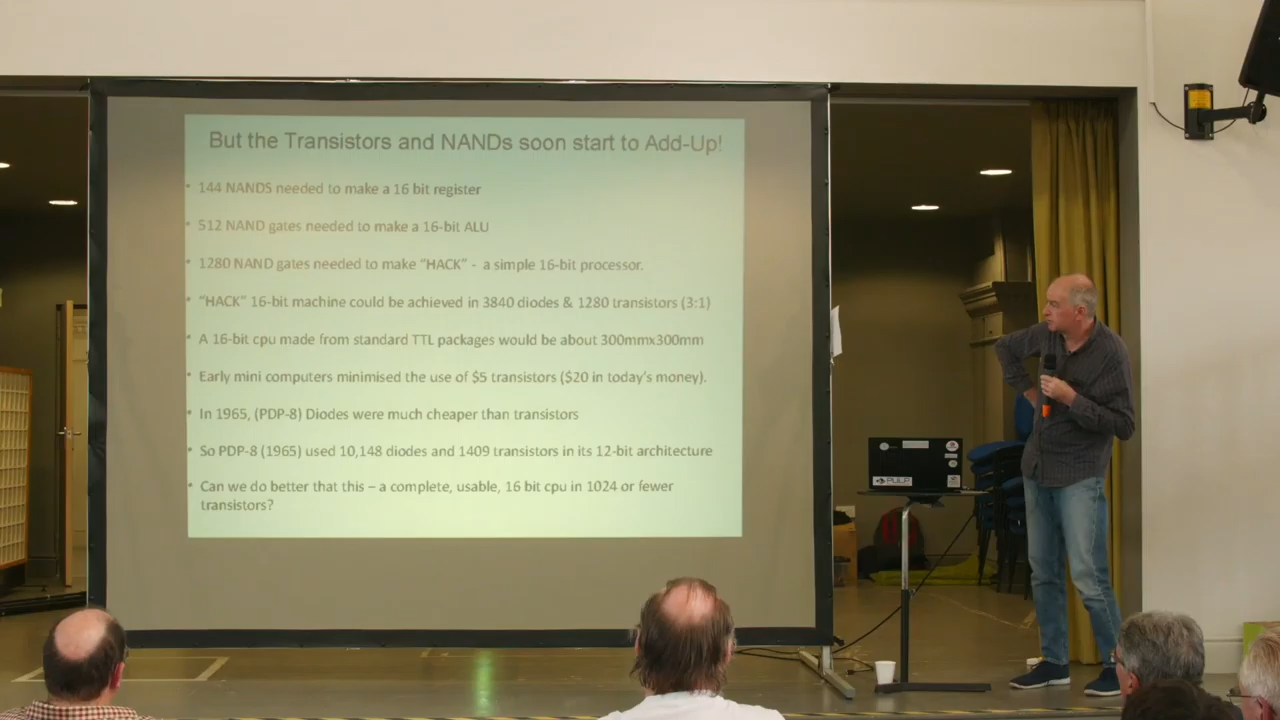 But the Transistors and NANDs soon start to Add-Up!
• 144 NANDS needed to make a 16 bit register
• 512 NAND gates needed to make a 16-bit ALU
• 1280 NAND gates needed to make “HACK” - a simple 16-bit processor.
• “HACK” 16-bit machine could be achieved in 3840 diodes & 1280 transistors (3:1)
• A 16-bit cpu made from standard TTL packages would be about 300mmx300mm
• Early mini computers minimised the use of $5 transistors ($20 in today’s money).
• In 1965, (PDP-8) Diodes were much cheaper than transistors
• So PDP-8 (1965) used 10,148 diodes and 1409 transistors in its 12-bit architecture
• Can we do better that this – a complete, usable, 16 bit cpu in 1024 or fewer
transistors?
PULP